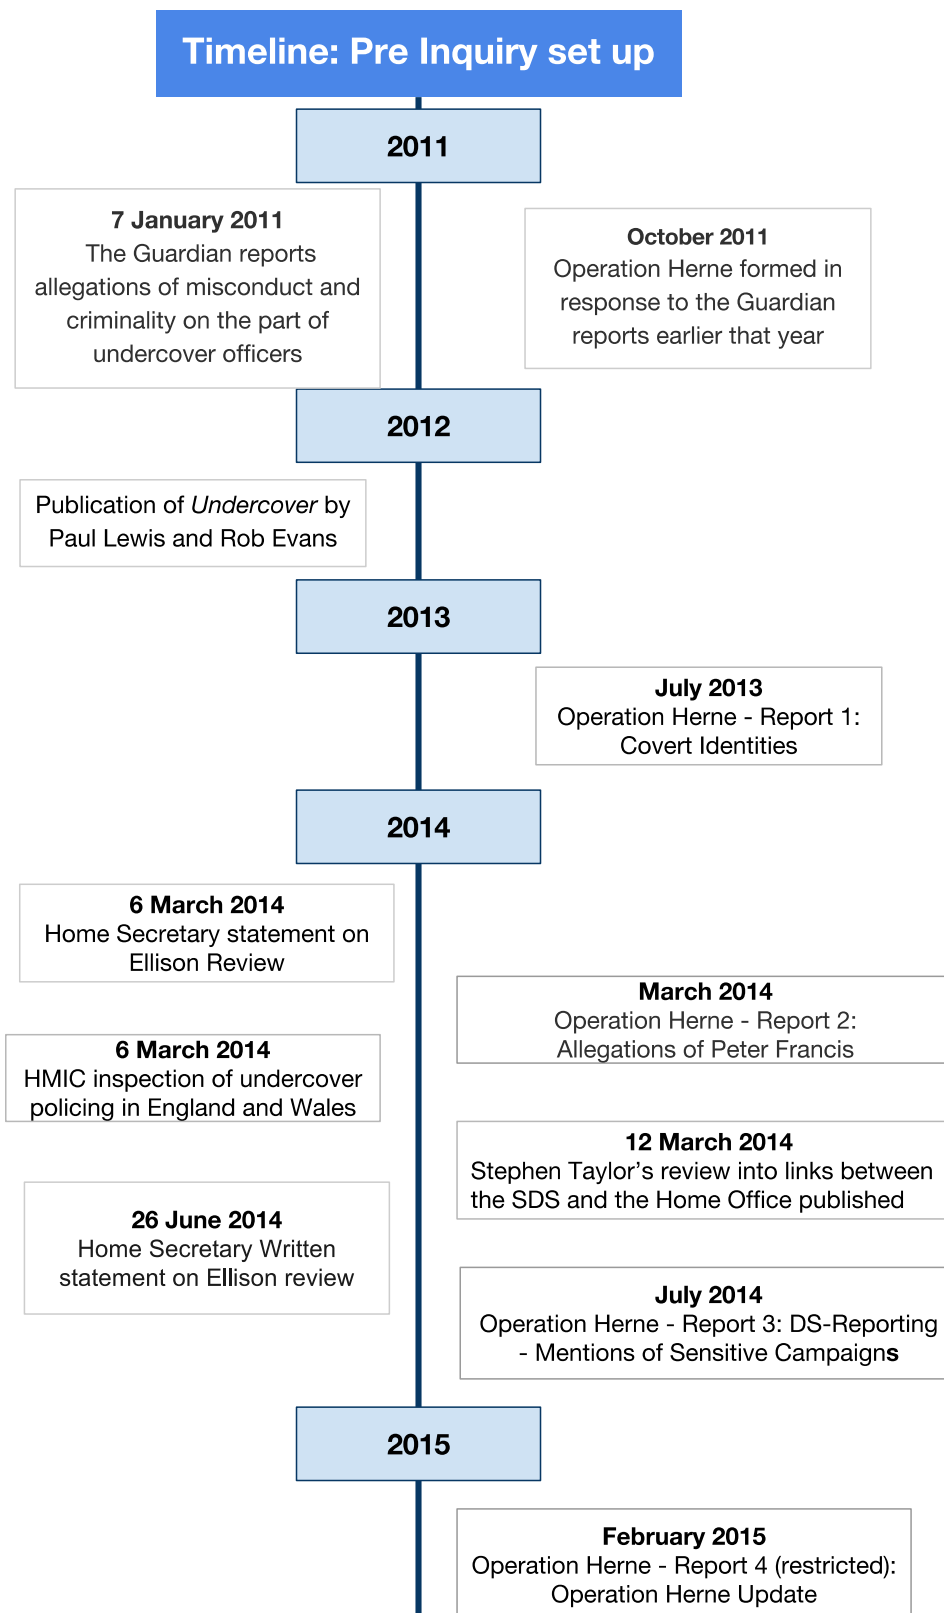 Timeline: Pre Inquiry set up
2011
7 January 2011
The Guardian reports
allegations of misconduct and
criminality on the part of
undercover officers
October 2011
Operation Herne formed in
response to the Guardian
reports earlier that year
2012
Publication of Undercover by
Paul Lewis and Rob Evans
2013
July 2013
Operation Herne - Report 1:
Covert Identities
2014
6 March 2014
Home Secretary statement on
Ellison Review
March 2014
Operation Herne - Report 2:
Allegations of Peter Francis
6 March 2014
HMIC inspection of undercover
policing in England and Wales
12 March 2014
Stephen Taylor’s review into links between
the SDS and the Home Office published
26 June 2014
Home Secretary Written
statement on Ellison review
July 2014
Operation Herne - Report 3: DS-Reporting
- Mentions of Sensitive Campaigns
2015
February 2015
Operation Herne - Report 4 (restricted):
Operation Herne Update